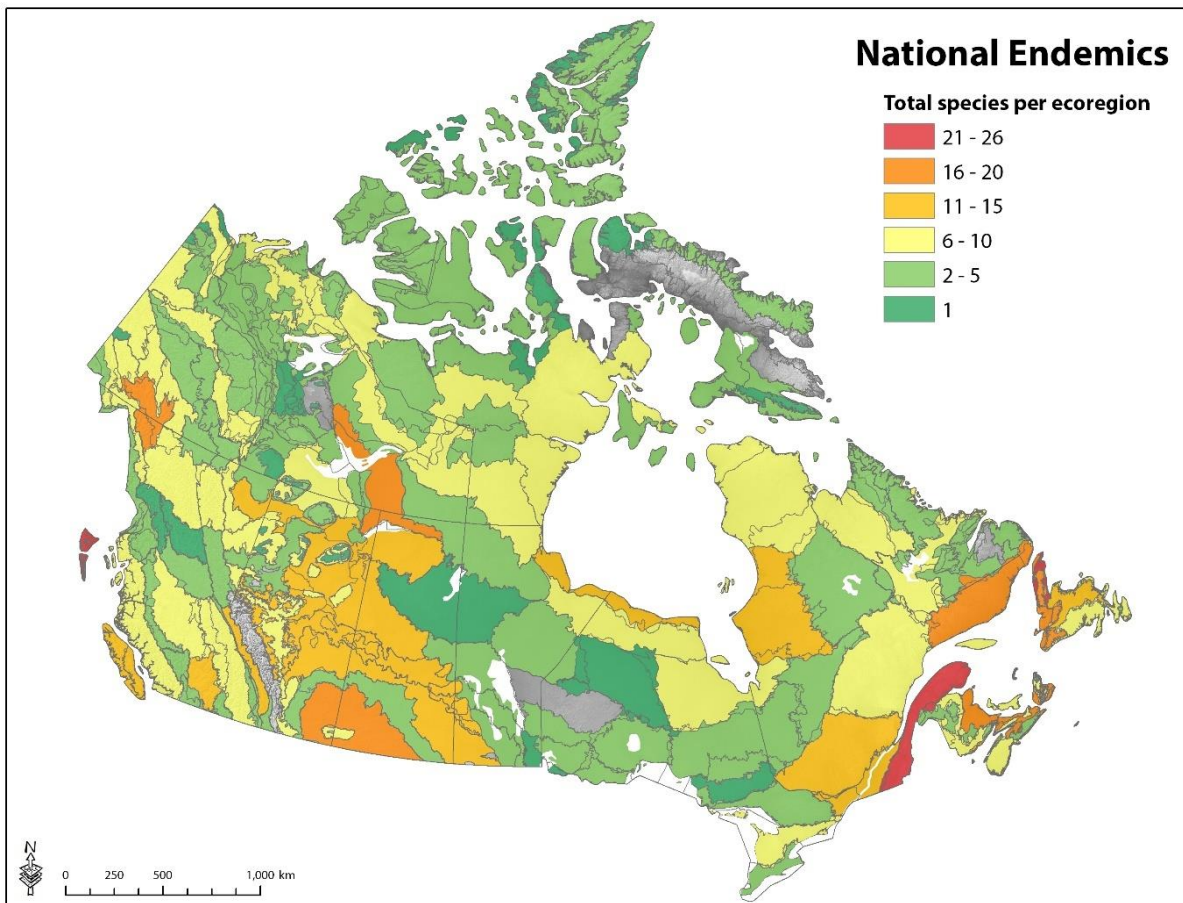 National Endemics
Total species per ecoregion
21 - 26
16 - 20
11 - 15
6 - 10
2 - 5
1
N
0 250 500 1,000 km